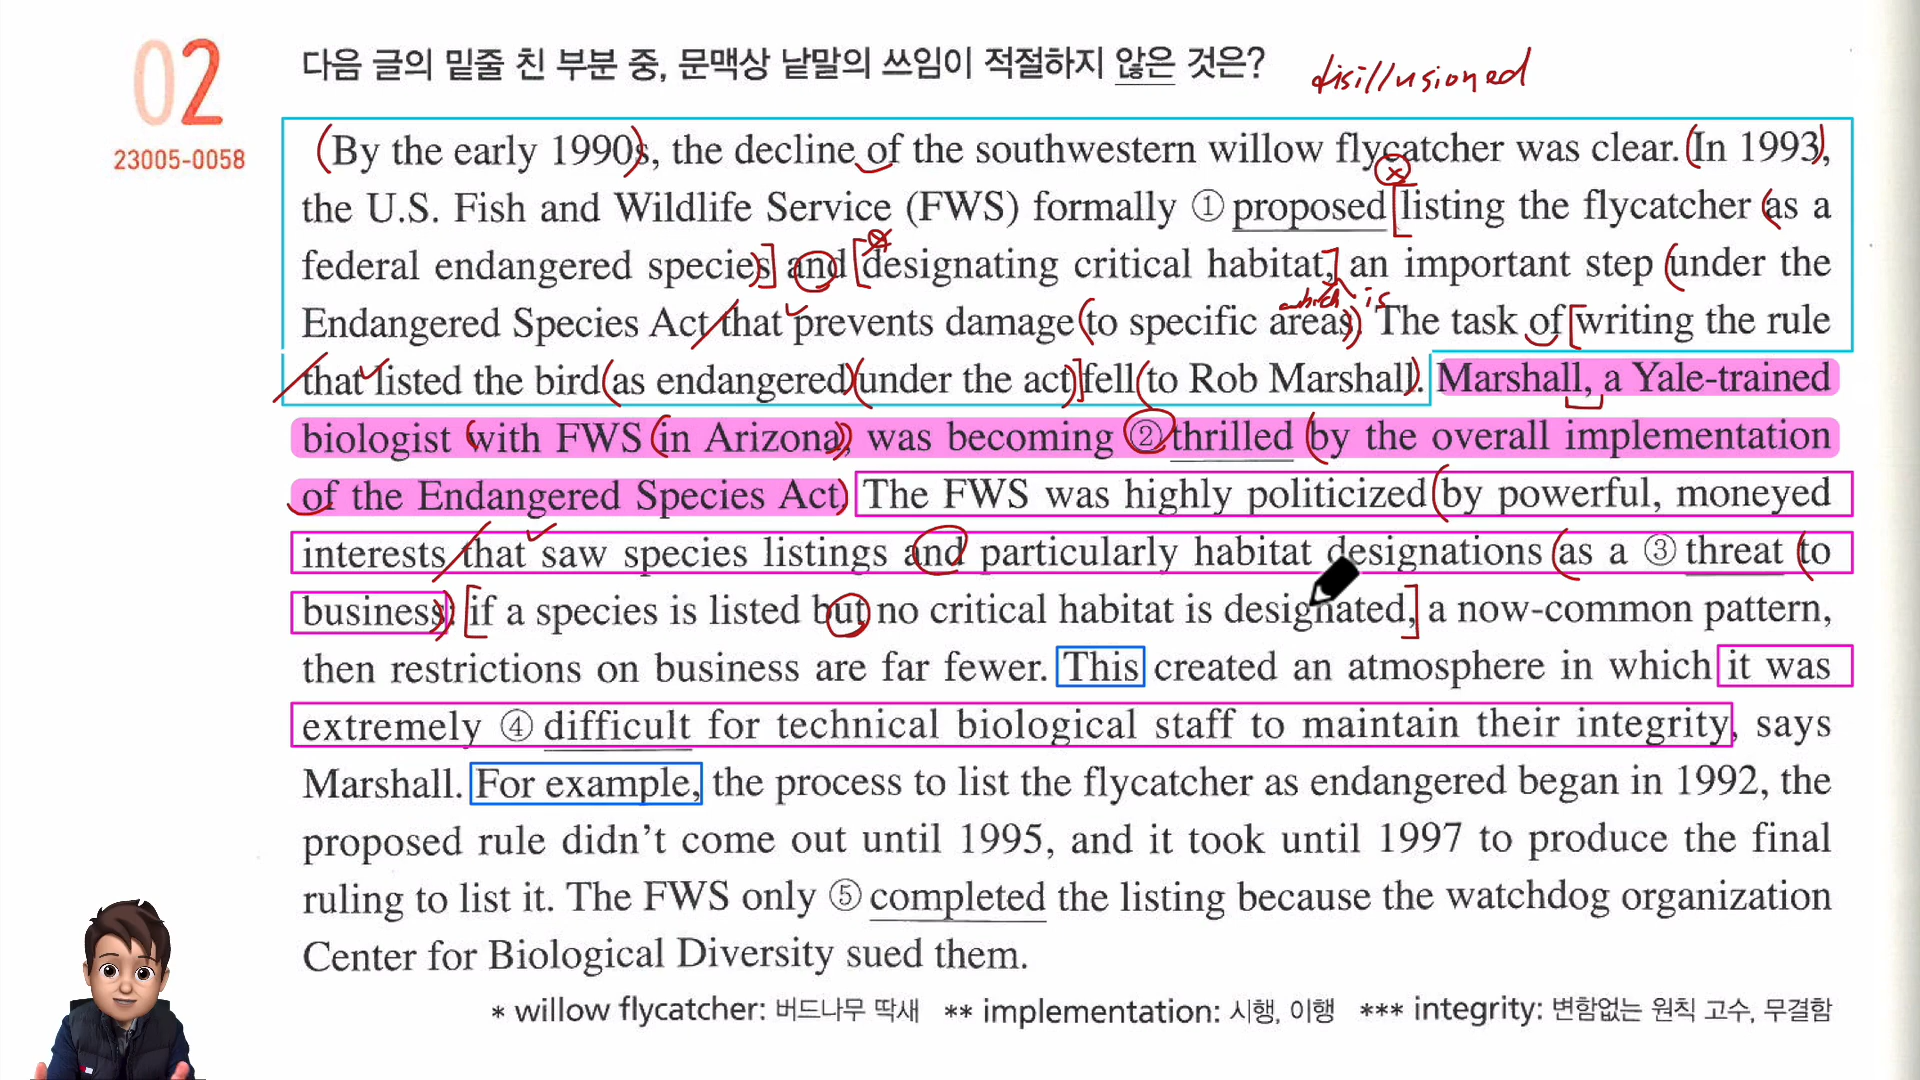 02
23005-0058
다음 글의 밑줄 친 부분 중, 문맥상 낱말의 쓰임이 적절하지 않은 것은?
disillusioned
By the early 1990s, the decline of the southwestern willow flycatcher was clear. In 1993,
the U.S. Fish and Wildlife Service (FWS) formally ① proposed listing the flycatcher as a
federal endangered species and designating critical habitat, an important step under the
which is
Endangered Species Act that prevents damage to specific areas. The task of writing the rule
that listed the bird as endangered under the act fell to Rob Marshall. Marshall, a Yale-trained
biologist with FWS in Arizona, was becoming ② thrilled by the overall implementation
of the Endangered Species Act. The FWS was highly politicized by powerful, moneyed
interests that saw species listings and particularly habitat designations as a ③ threat to
business: if a species is listed but no critical habitat is designated, a now-common pattern,
then restrictions on business are far fewer. This created an atmosphere in which it was
extremely ④ difficult for technical biological staff to maintain their integrity, says
Marshall. For example, the process to list the flycatcher as endangered began in 1992, the
proposed rule didn't come out until 1995, and it took until 1997 to produce the final
ruling to list it. The FWS only ⑤ completed the listing because the watchdog organization
Center for Biological Diversity sued them.
* willow flycatcher: 버드나무 딱새 ** implementation: 시행, 이행 *** integrity: 변함없는 원칙 고수, 무결함